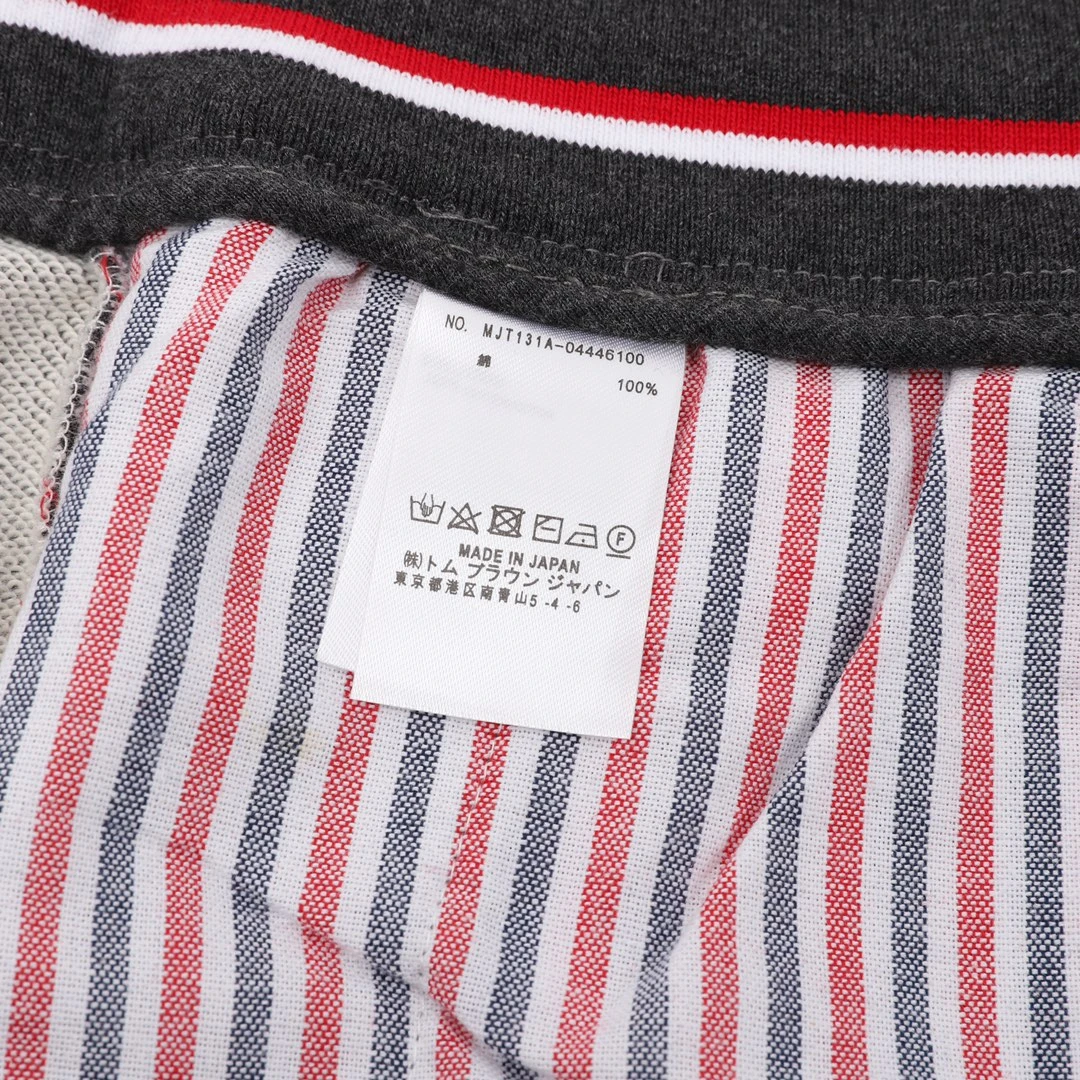 NO. MJT131A-04446100
綿 100%
F
MADE IN JAPAN
㈱トム ブラウン ジャパン
東京都港区南青山5-4-6